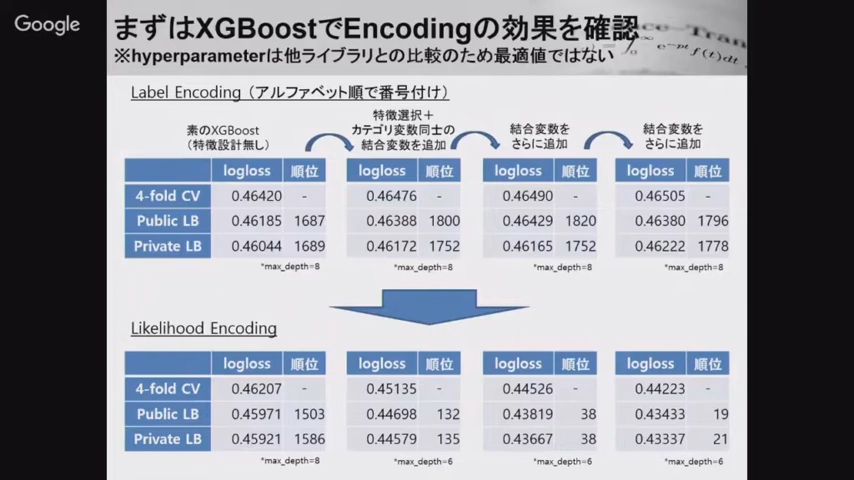 Google
まずはXGBoostでEncodingの効果を確認
※hyperparameterは他ライブラリとの比較のため最適値ではない
Label Encoding(アルファベット順で番号付け)
素のXGBoost
(特徴設計無し)
特徴選択+
カテゴリ変数同士の
結合変数を追加
結合変数を
さらに追加
結合変数を
さらに追加
logloss 順位 logloss 順位 logloss 順位 logloss 順位
4-fold CV 0.46420 - 0.46476 - 0.46490 - 0.46505 -
Public LB 0.46185 1687 0.46388 1800 0.46429 1820 0.46380 1796
Private LB 0.46044 1689 0.46172 1752 0.46165 1752 0.46222 1778
*max_depth=8 *max_depth=8 *max_depth=8 *max_depth=8
Likelihood Encoding
logloss 順位 logloss 順位 logloss 順位 logloss 順位
4-fold CV 0.46207 - 0.45135 - 0.44526 - 0.44223 -
Public LB 0.45971 1503 0.44698 132 0.43819 38 0.43433 19
Private LB 0.45921 1586 0.44579 135 0.43667 38 0.43337 21
*max_depth=8 *max_depth=6 *max_depth=6 *max_depth=6